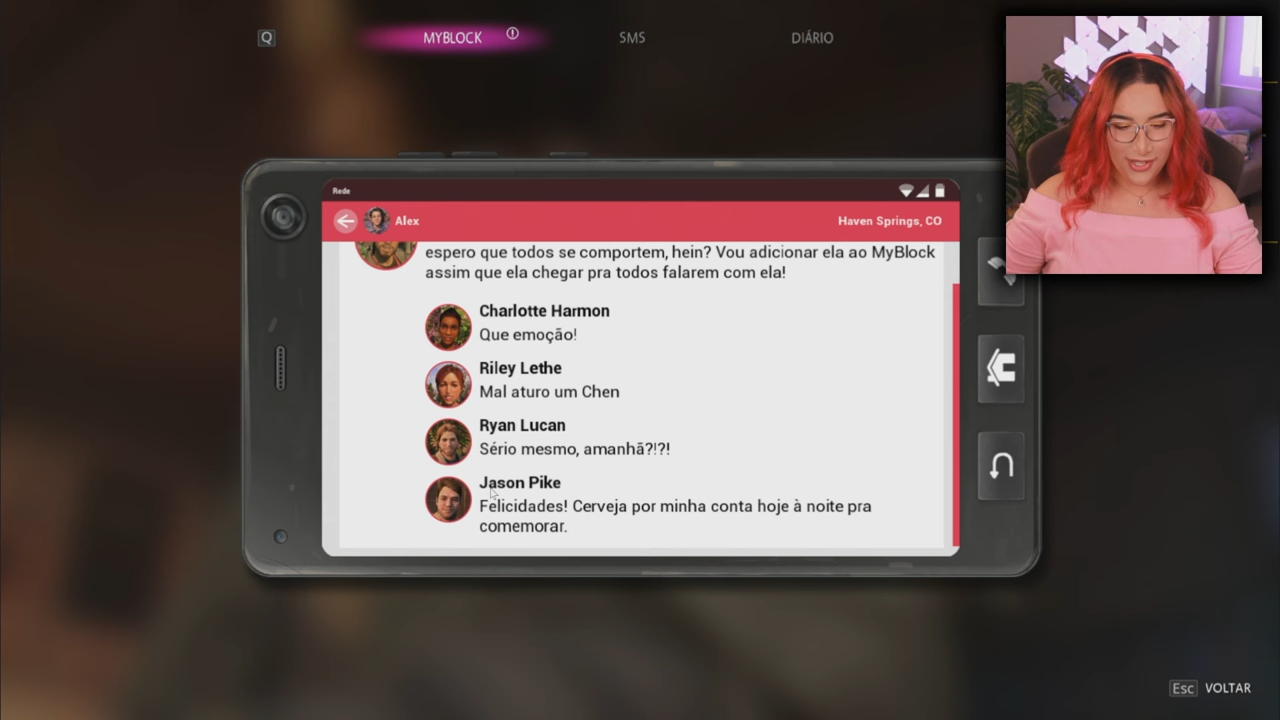 Q
MYBLOCK
SMS
DIÁRIO
Rede
Alex
Haven Springs, CO
espero que todos se comportem, hein? Vou adicionar ela ao MyBlock
assim que ela chegar pra todos falarem com ela!
Charlotte Harmon
Que emoção!
Riley Lethe
Mal aturo um Chen
Ryan Lucan
Sério mesmo, amanhã?!?!
Jason Pike
Felicidades! Cerveja por minha conta hoje à noite pra
comemorar.
Esc VOLTAR